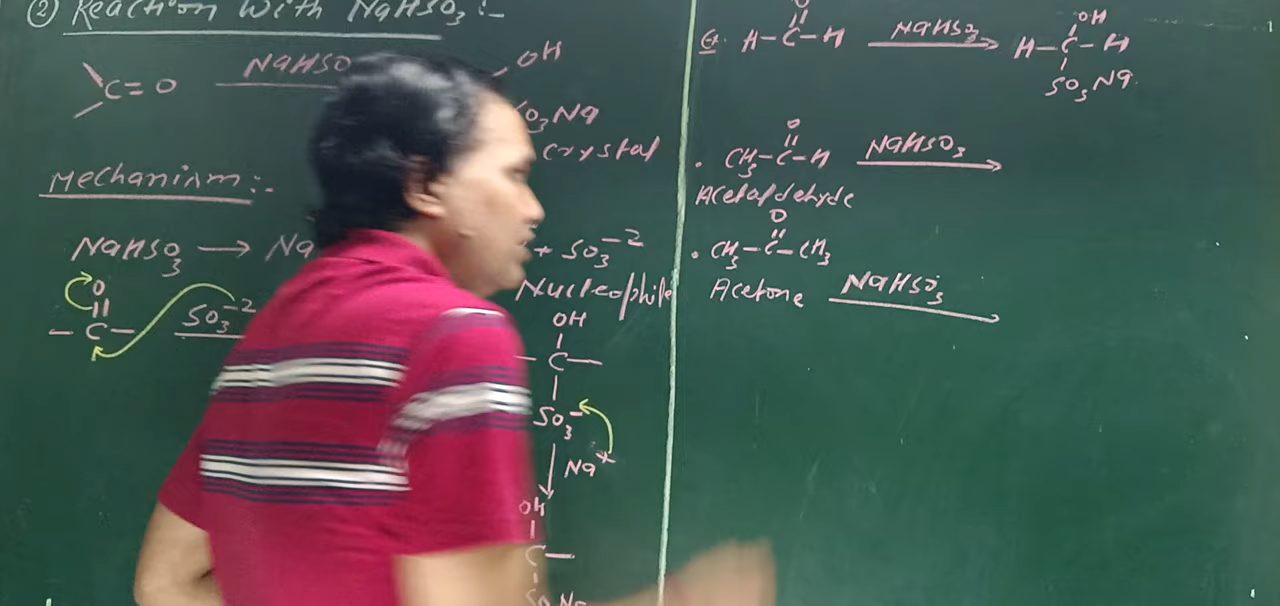 ② Reaction With NaHSO3 :-
C=O NaHSO OH
O3Na
crystal
Mechanism:-
NaHSO3 → Na + SO3-2
Nucleophile
O
||
-C- SO3-2
OH
|
-C-
|
SO3-
↓ Na+
OH
|
C-
|
SO3Na
Ex. H-C-H NaHSO3 → H-C-H
OH
SO3Na
O
||
. CH3-C-H NaHSO3 →
Acetaldehyde
O
||
. CH3-C-CH3
Acetone NaHSO3 →